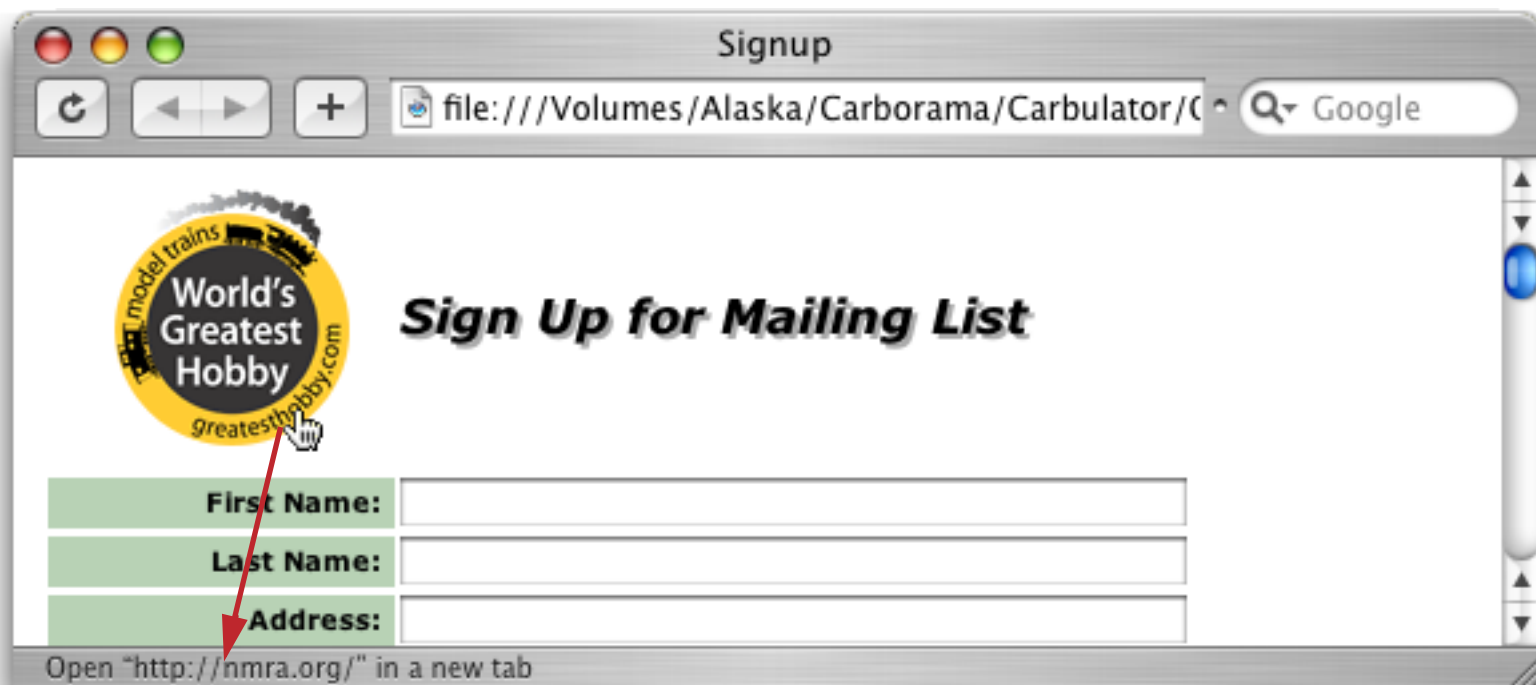 Signup
file:///Volumes/Alaska/Carborama/Carbulator/
Google
model trains
World's
Greatest
Hobby
greatesthobby.com
Sign Up for Mailing List
First Name:
Last Name:
Address:
Open "http://nmra.org/" in a new tab